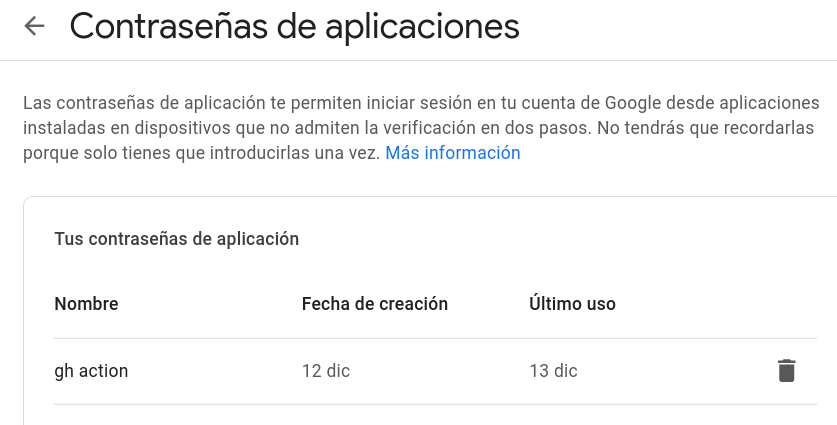 Contraseñas de aplicaciones
Las contraseñas de aplicación te permiten iniciar sesión en tu cuenta de Google desde aplicaciones
instaladas en dispositivos que no admiten la verificación en dos pasos. No tendrás que recordarlas
porque solo tienes que introducirlas una vez. Más información
Tus contraseñas de aplicación
Nombre Fecha de creación Último uso
gh action 12 dic 13 dic